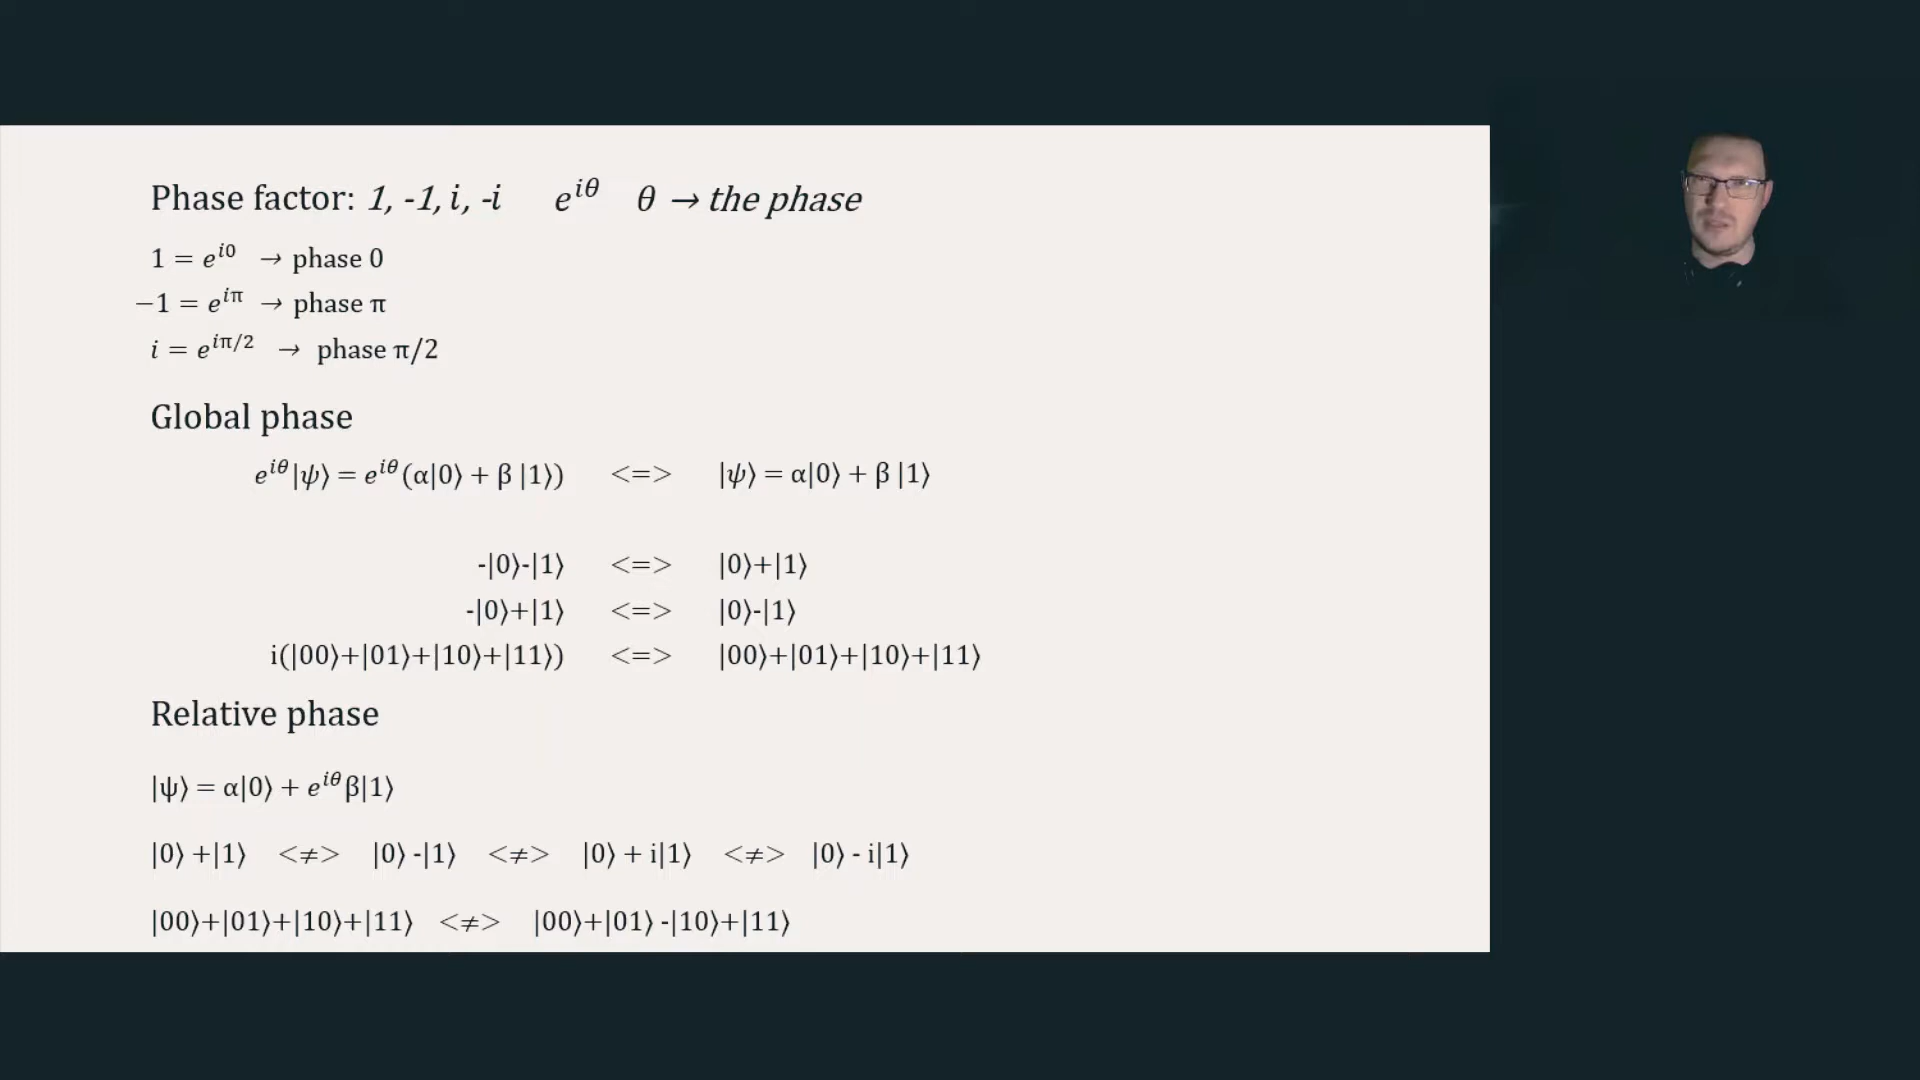 Phase factor: 1, -1, i, -i e^{iθ} θ → the phase
1 = e^{i0} → phase 0
−1 = e^{iπ} → phase π
i = e^{iπ/2} → phase π/2
Global phase
e^{iθ}|ψ⟩ = e^{iθ}(α|0⟩ + β |1⟩) <=> |ψ⟩ = α|0⟩ + β |1⟩
-|0⟩-|1⟩ <=> |0⟩+|1⟩
-|0⟩+|1⟩ <=> |0⟩-|1⟩
i(|00⟩+|01⟩+|10⟩+|11⟩) <=> |00⟩+|01⟩+|10⟩+|11⟩
Relative phase
|ψ⟩ = α|0⟩ + e^{iθ}β|1⟩
|0⟩ +|1⟩ <≠> |0⟩ -|1⟩ <≠> |0⟩ + i|1⟩ <≠> |0⟩ - i|1⟩
|00⟩+|01⟩+|10⟩+|11⟩ <≠> |00⟩+|01⟩ -|10⟩+|11⟩